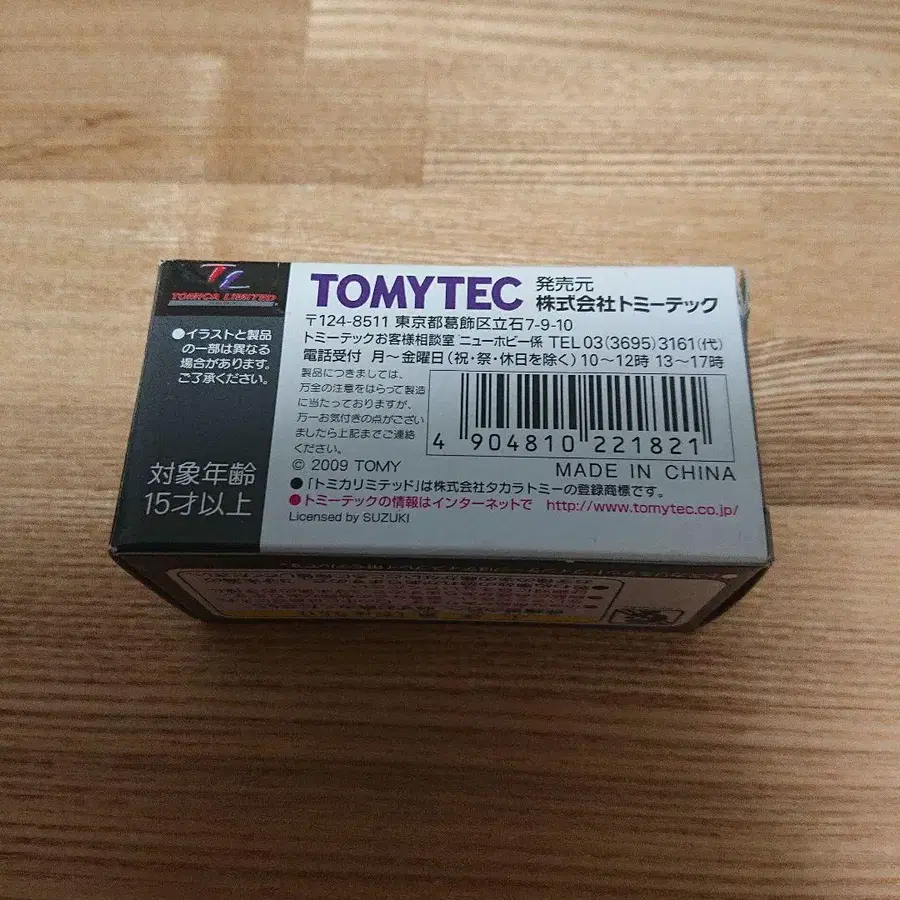 TOMICA LIMITED
●イラストと製品
の一部は異なる
場合があります。
ご了承ください。
対象年齢
15才以上
TOMYTEC 発売元
株式会社トミーテック
〒124-8511 東京都葛飾区立石7-9-10
トミーテックお客様相談室 ニューホビー係 TEL 03(3695)3161(代)
電話受付 月〜金曜日(祝・祭・休日を除く)10〜12時 13〜17時
製品につきましては、
万全の注意をはらって製造
に当たっておりますが、
万一お気付きの点がござい
ましたら上記までご連絡
ください。
4 904810 221821
© 2009 TOMY
MADE IN CHINA
●「トミカリミテッド」は株式会社タカラトミーの登録商標です。
●トミーテックの情報はインターネットで http://www.tomytec.co.jp/
Licensed by SUZUKI